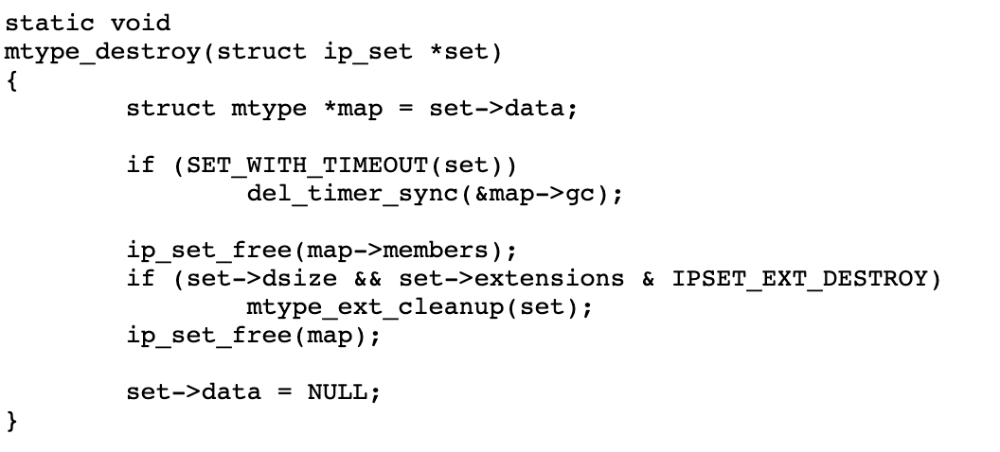 static void
mtype_destroy(struct ip_set *set)
{
        struct mtype *map = set->data;

        if (SET_WITH_TIMEOUT(set))
                del_timer_sync(&map->gc);

        ip_set_free(map->members);
        if (set->dsize && set->extensions & IPSET_EXT_DESTROY)
                mtype_ext_cleanup(set);
        ip_set_free(map);

        set->data = NULL;
}